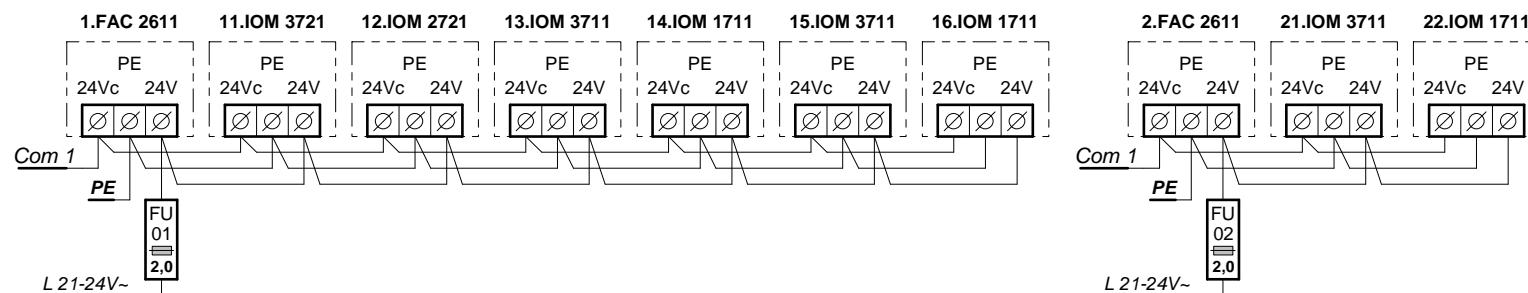 1.FAC 2611 11.IOM 3721 12.IOM 2721 13.IOM 3711 14.IOM 1711 15.IOM 3711 16.IOM 1711 2.FAC 2611 21.IOM 3711 22.IOM 1711
PE PE PE PE PE PE PE PE PE PE
24Vc 24V 24Vc 24V 24Vc 24V 24Vc 24V 24Vc 24V 24Vc 24V 24Vc 24V 24Vc 24V 24Vc 24V 24Vc 24V
Com 1 Com 1
PE PE
FU FU
01 02
2,0 2,0
L 21-24V~ L 21-24V~